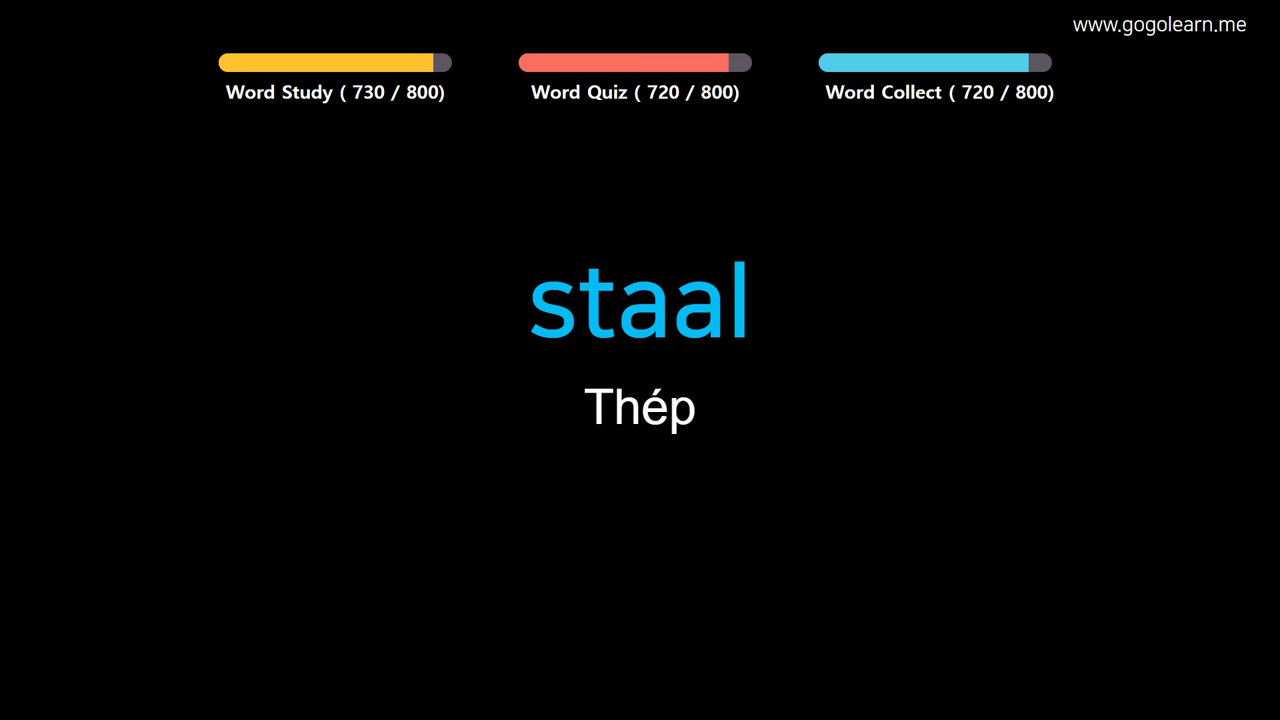 www.gogolearn.me
Word Study ( 730 / 800)
Word Quiz ( 720 / 800)
Word Collect ( 720 / 800)
staal
Thép